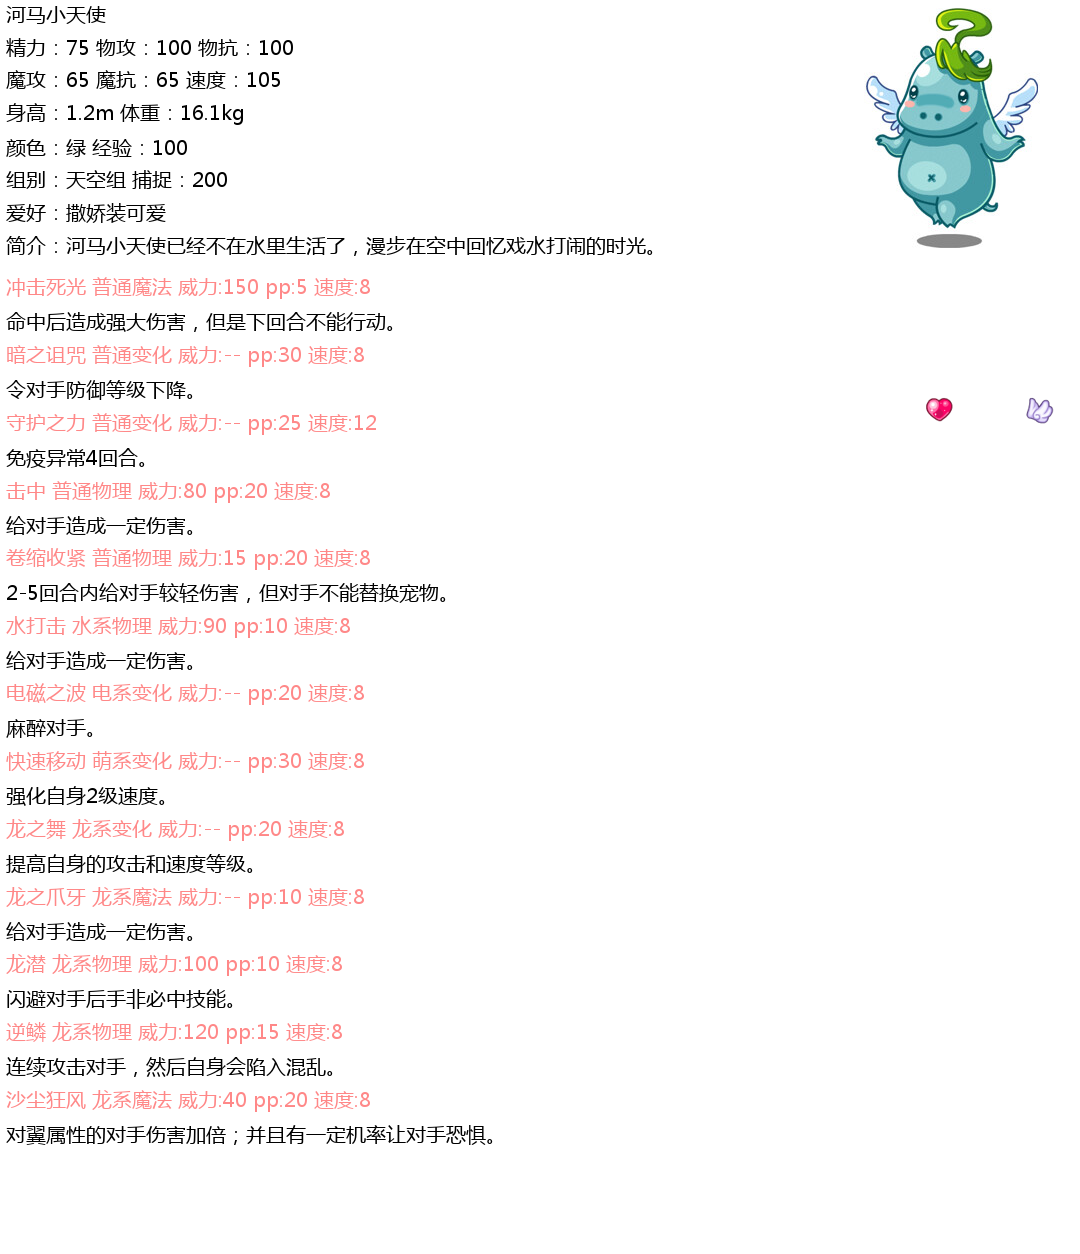 河马小天使
精力：75 物攻：100 物抗：100
魔攻：65 魔抗：65 速度：105
身高：1.2m 体重：16.1kg
颜色：绿 经验：100
组别：天空组 捕捉：200
爱好：撒娇装可爱
简介：河马小天使已经不在水里生活了，漫步在空中回忆戏水打闹的时光。
冲击死光 普通魔法 威力:150 pp:5 速度:8
命中后造成强大伤害，但是下回合不能行动。
暗之诅咒 普通变化 威力:-- pp:30 速度:8
令对手防御等级下降。
守护之力 普通变化 威力:-- pp:25 速度:12
免疫异常4回合。
击中 普通物理 威力:80 pp:20 速度:8
给对手造成一定伤害。
卷缩收紧 普通物理 威力:15 pp:20 速度:8
2-5回合内给对手较轻伤害，但对手不能替换宠物。
水打击 水系物理 威力:90 pp:10 速度:8
给对手造成一定伤害。
电磁之波 电系变化 威力:-- pp:20 速度:8
麻醉对手。
快速移动 萌系变化 威力:-- pp:30 速度:8
强化自身2级速度。
龙之舞 龙系变化 威力:-- pp:20 速度:8
提高自身的攻击和速度等级。
龙之爪牙 龙系魔法 威力:-- pp:10 速度:8
给对手造成一定伤害。
龙潜 龙系物理 威力:100 pp:10 速度:8
闪避对手后手非必中技能。
逆鳞 龙系物理 威力:120 pp:15 速度:8
连续攻击对手，然后自身会陷入混乱。
沙尘狂风 龙系魔法 威力:40 pp:20 速度:8
对翼属性的对手伤害加倍；并且有一定机率让对手恐惧。